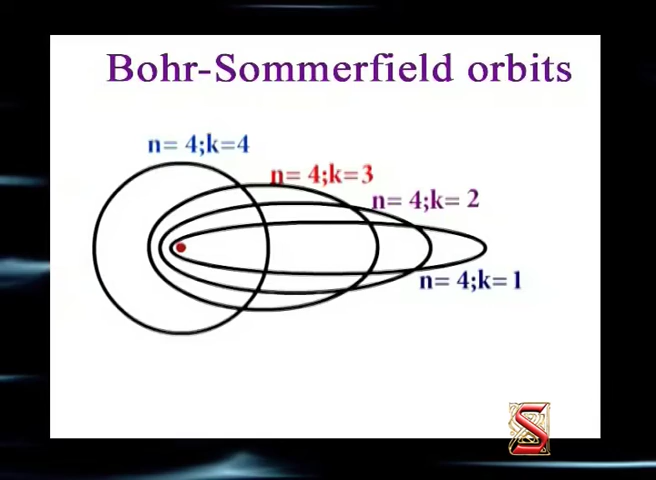 Bohr-Sommerfield orbits
n= 4;k=4
n= 4;k=3
n= 4;k= 2
n= 4;k= 1
S